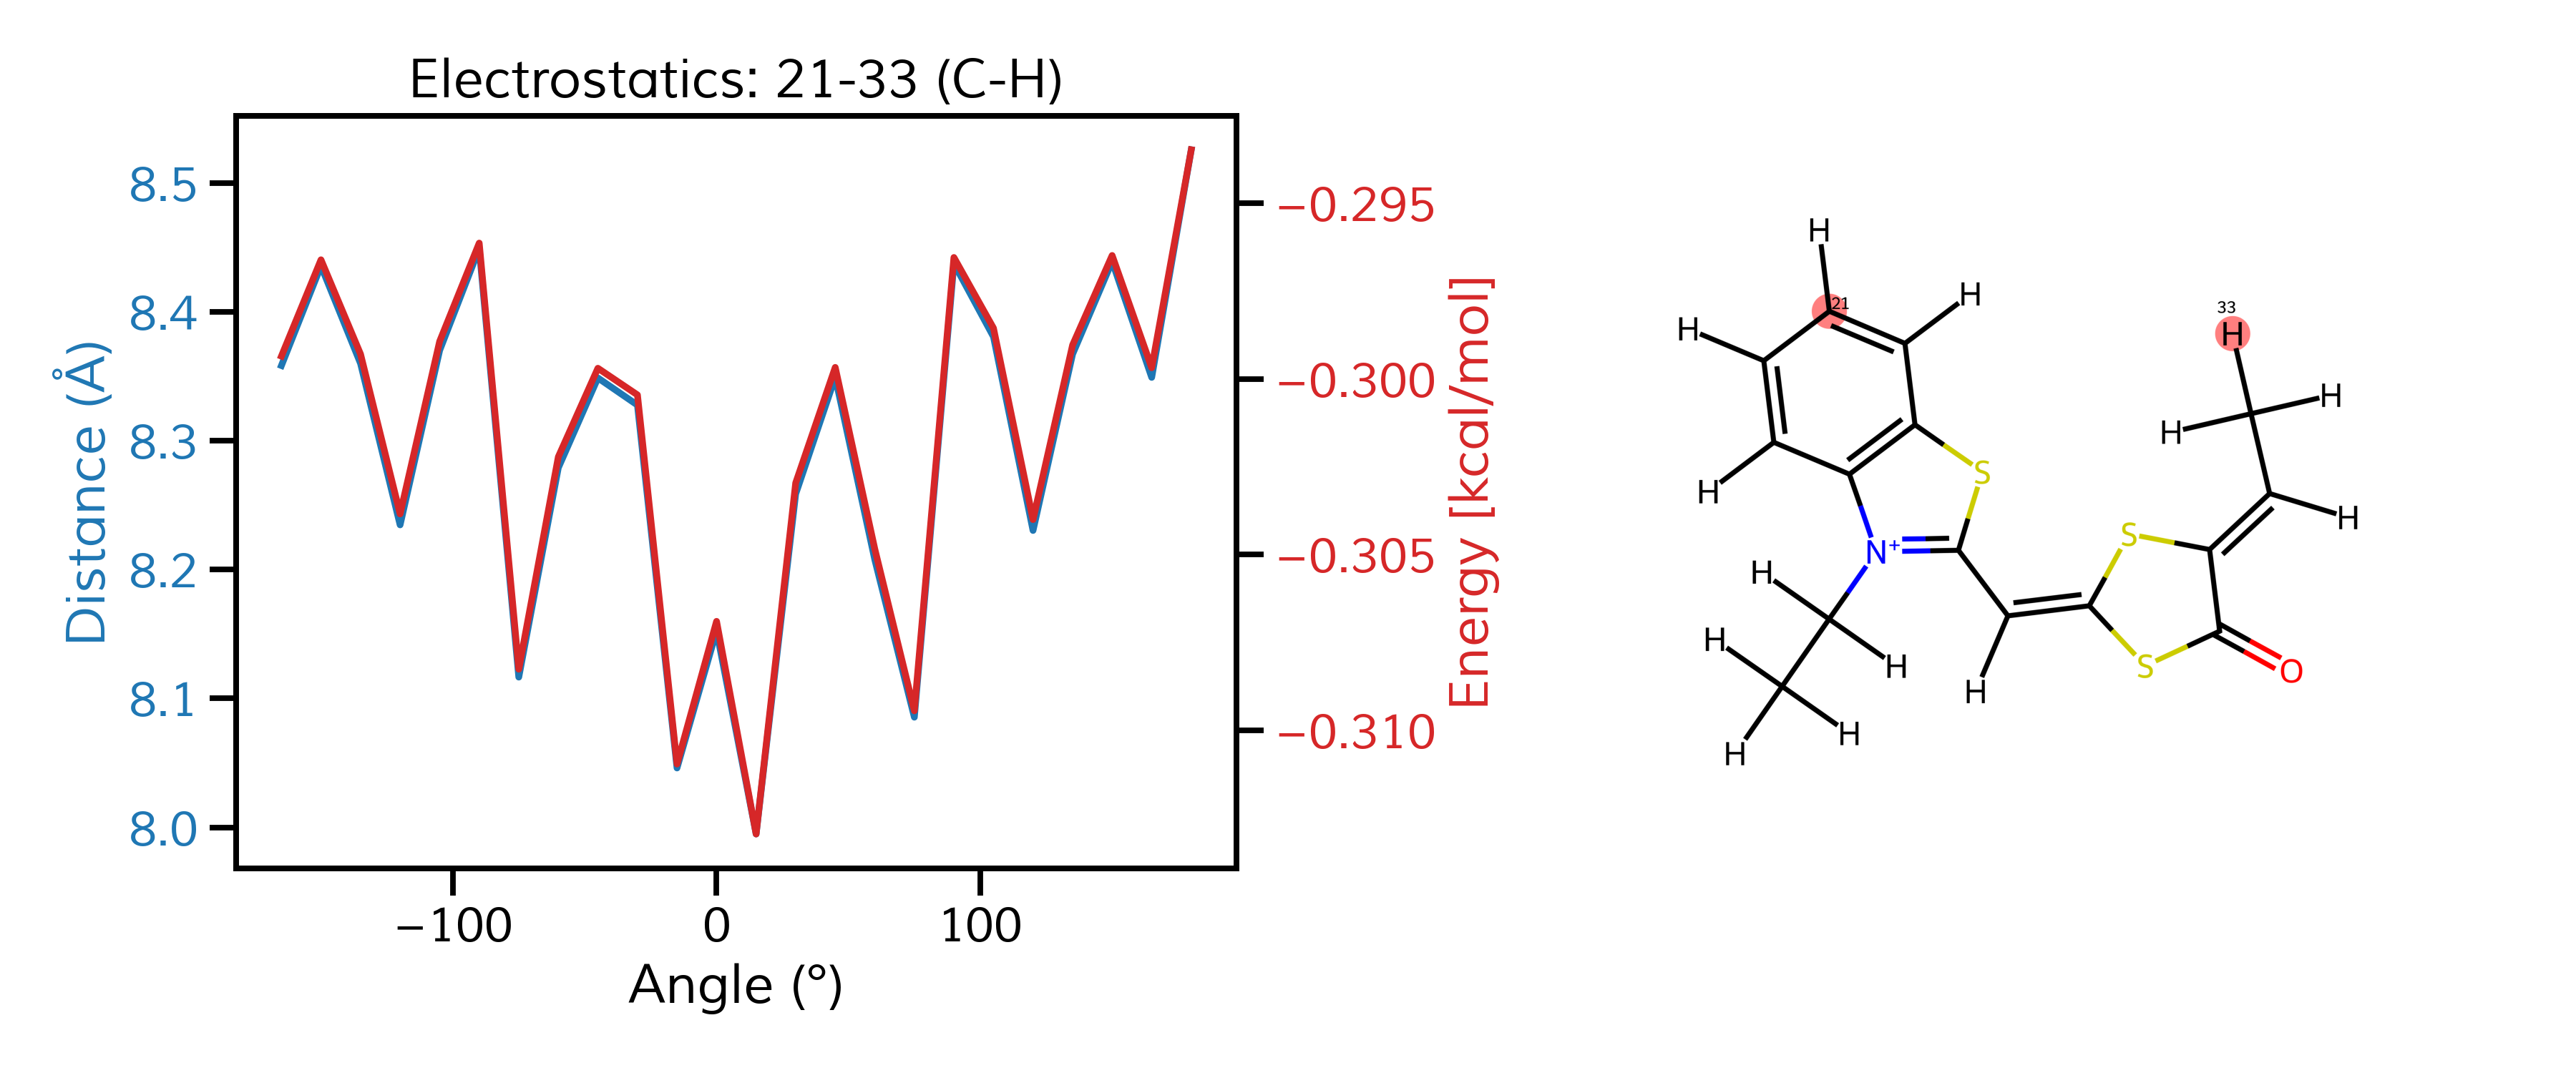 Electrostatics: 21-33 (C-H)
Distance (Å)
8.5
8.4
8.3
8.2
8.1
8.0
−100
0
100
Angle (°)
−0.295
−0.300
−0.305
−0.310
Energy [kcal/mol]
H
H
21
H
33
H
H
H
H
S
H
S
N+
H
H
H
S
O
H
H
H